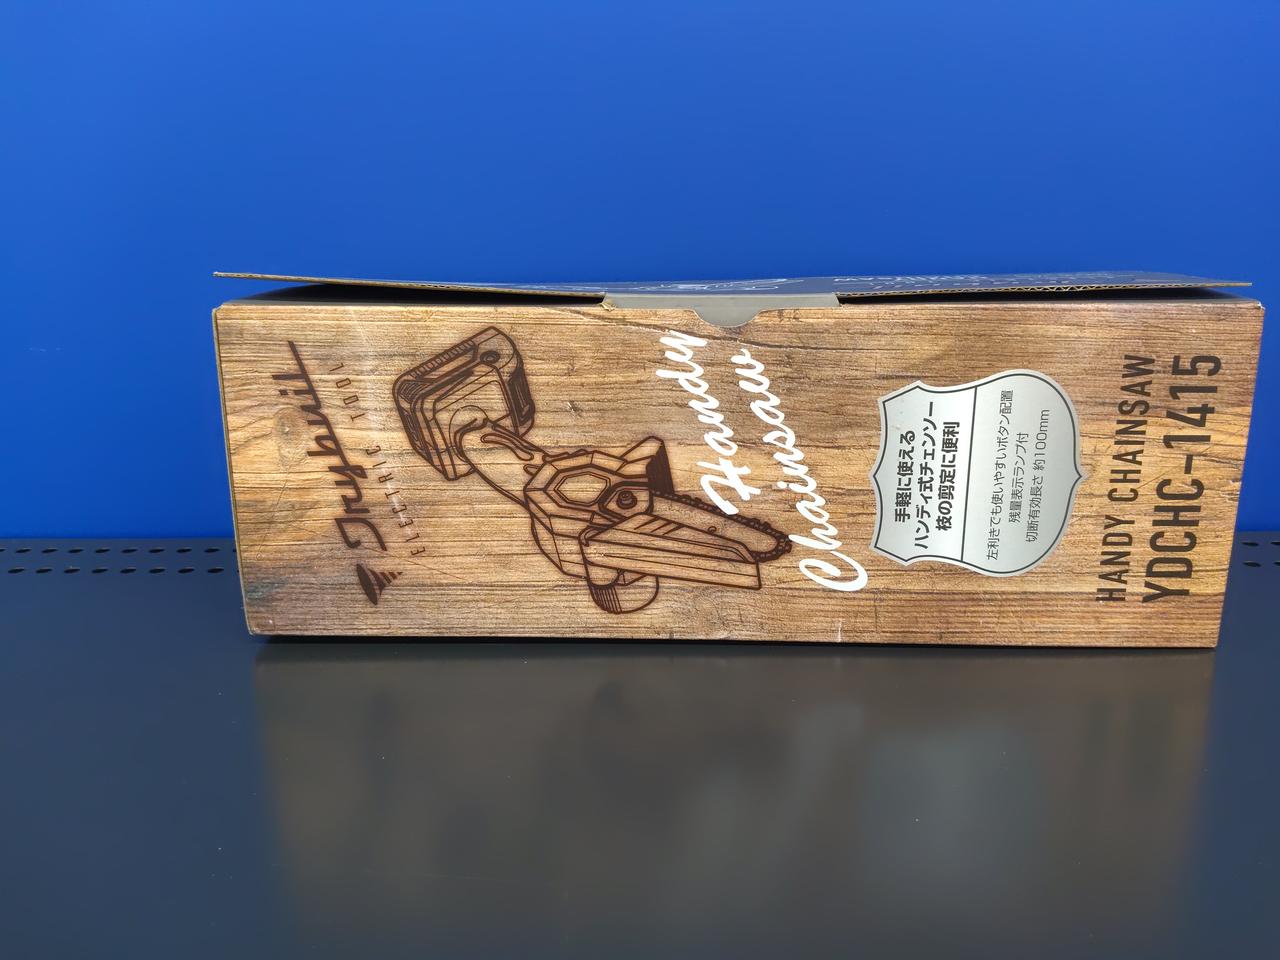 Trybuilt
ELECTRIC TOOL
Handy
Chainsaw
手軽に使える
ハンディ式チェンソー
枝の剪定に便利
左利きでも使いやすいボタン配置
残量表示ランプ付
切断有効長さ 約100mm
HANDY CHAINSAW
YDCHC-1415